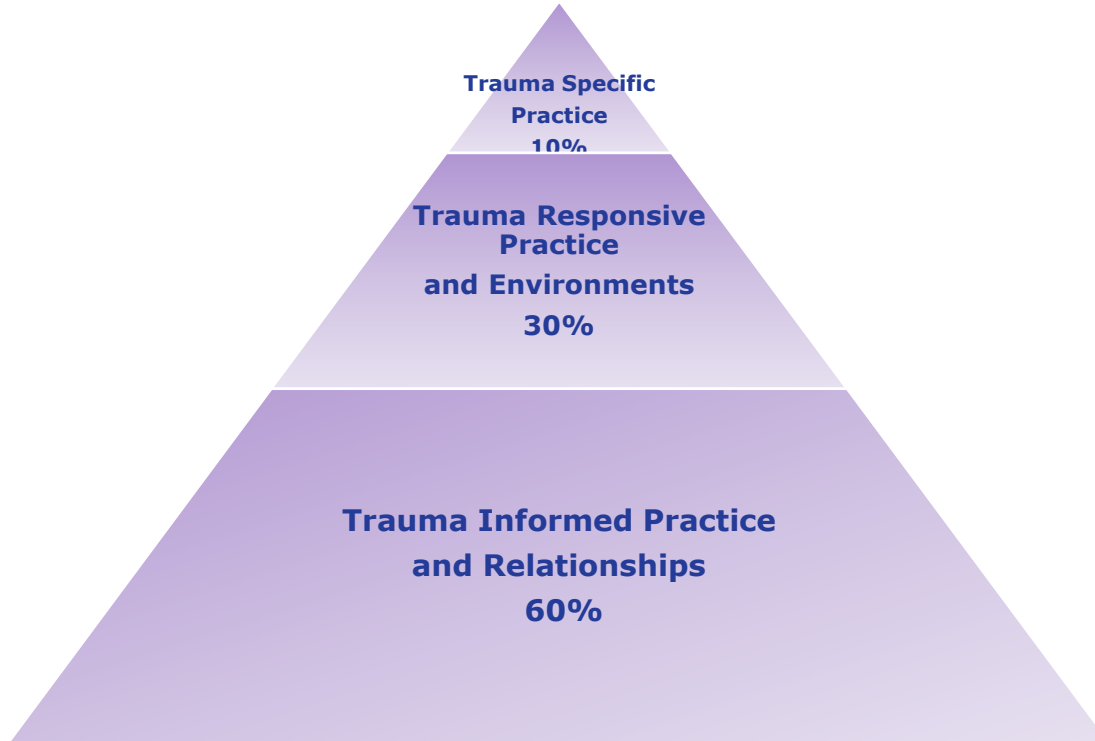 Trauma Specific
Practice
10%
Trauma Responsive
Practice
and Environments
30%
Trauma Informed Practice
and Relationships
60%